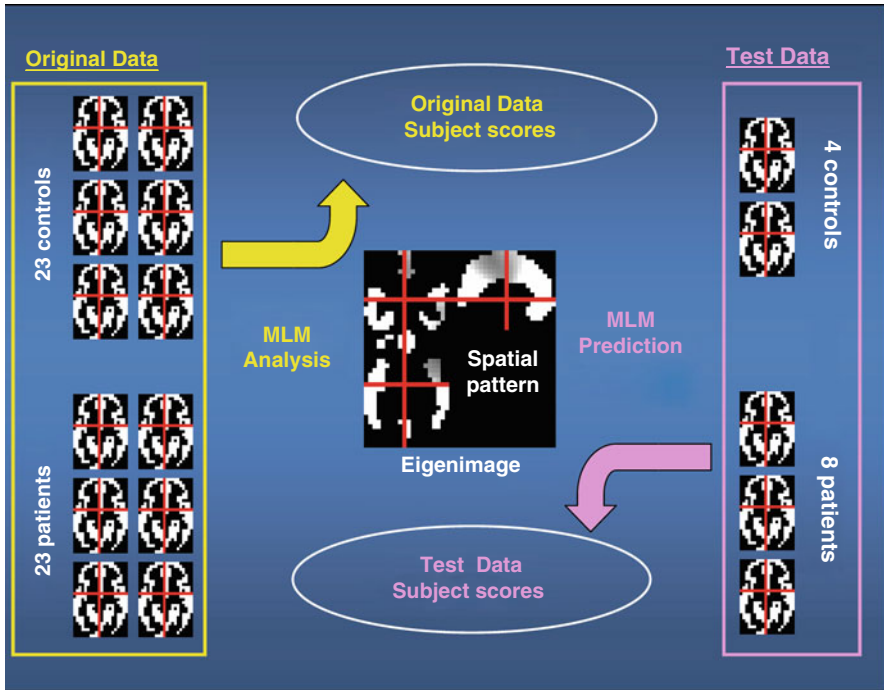 Original Data
23 controls
23 patients
Original Data
Subject scores
MLM
Analysis
Spatial
pattern
Eigenimage
MLM
Prediction
Test Data
Subject scores
Test Data
4 controls
8 patients